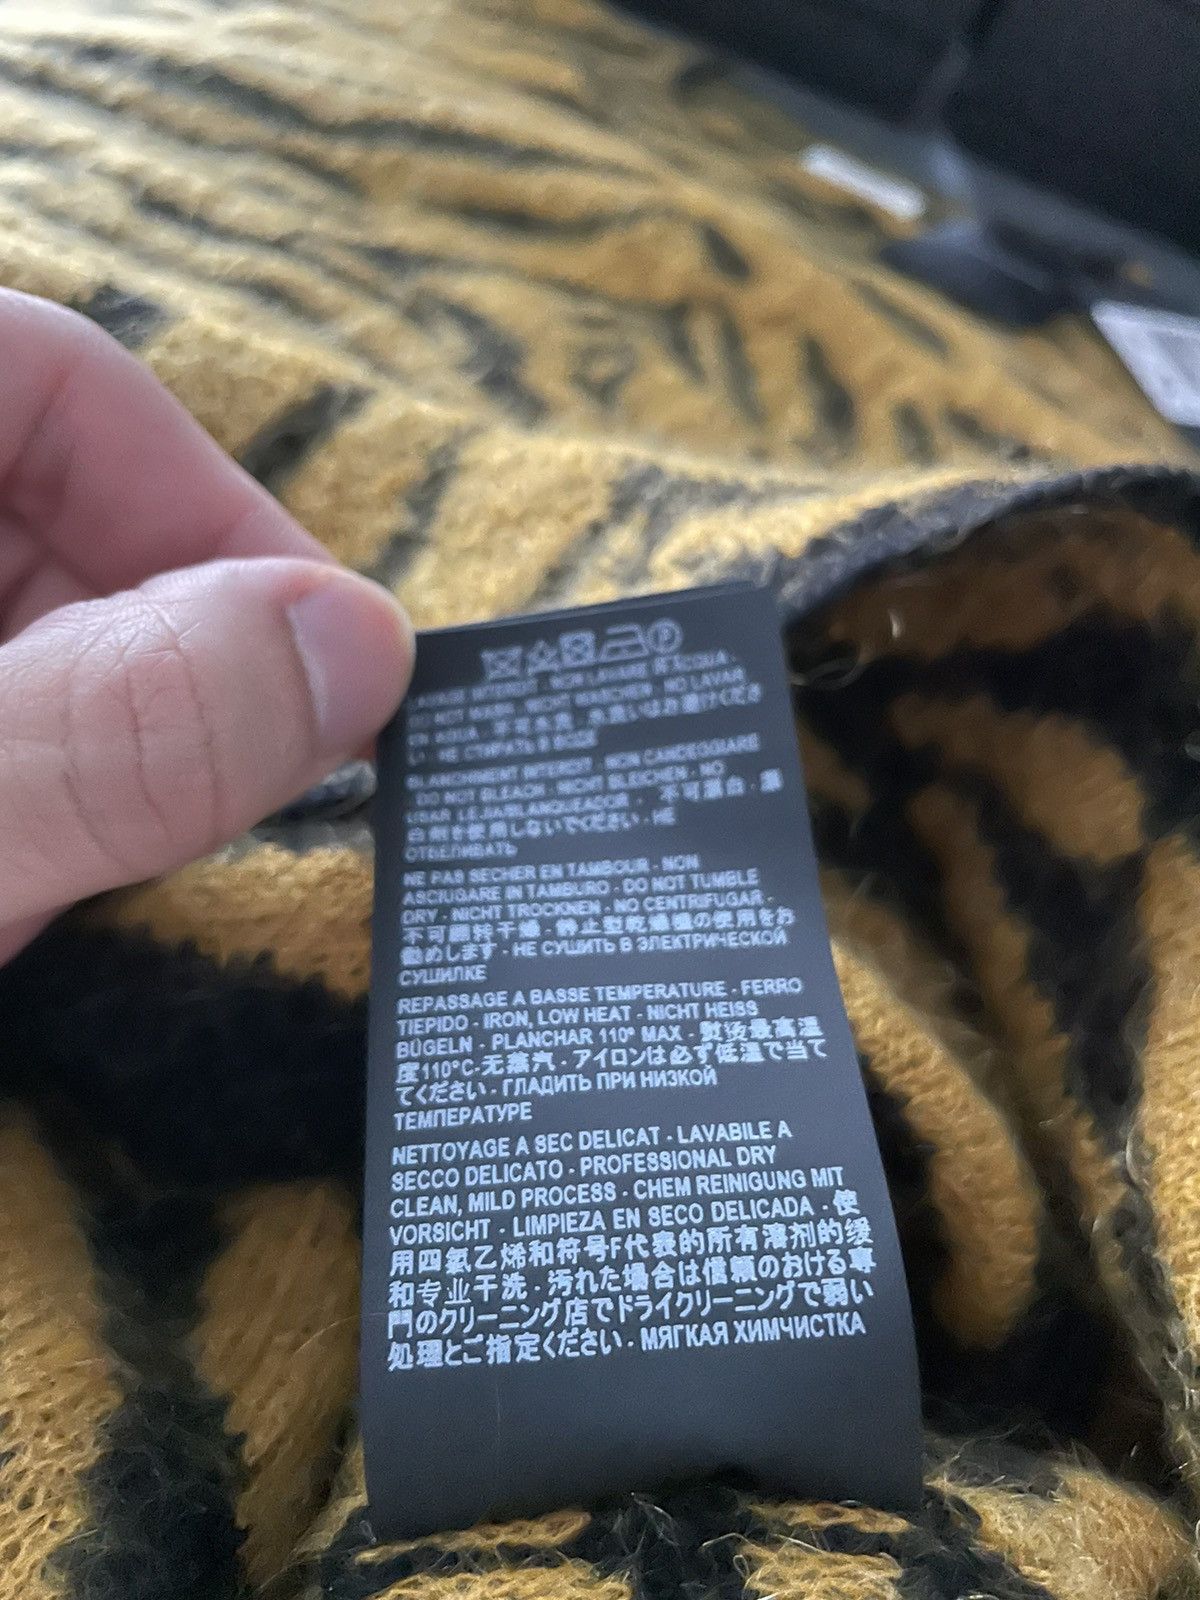 LAVAGE INTERDIT - NON LAVARE IN ACQUA -
DO NOT WASH - NICHT WASCHEN - NO LAVAR
EN AGUA - 不可水洗 - 水洗いはお避けくださ
い - НЕ СТИРАТЬ В ВОДЕ
BLANCHIMENT INTERDIT - NON CANDEGGIARE
- DO NOT BLEACH - NICHT BLEICHEN - NO
USAR LEJIA/BLANQUEADOR - 不可漂白 - 漂
白剤を使用しないでください - НЕ
ОТБЕЛИВАТЬ
NE PAS SECHER EN TAMBOUR - NON
ASCIUGARE IN TAMBURO - DO NOT TUMBLE
DRY - NICHT TROCKNEN - NO CENTRIFUGAR -
不可翻转干燥 - 静止型乾燥機の使用をお
勧めします - НЕ СУШИТЬ В ЭЛЕКТРИЧЕСКОЙ
СУШИЛКЕ
REPASSAGE A BASSE TEMPERATURE - FERRO
TIEPIDO - IRON, LOW HEAT - NICHT HEISS
BÜGELN - PLANCHAR 110° MAX - 熨烫最高温
度110°C-无蒸汽 - アイロンは必ず低温で当て
てください - ГЛАДИТЬ ПРИ НИЗКОЙ
ТЕМПЕРАТУРЕ
NETTOYAGE A SEC DELICAT - LAVABILE A
SECCO DELICATO - PROFESSIONAL DRY
CLEAN, MILD PROCESS - CHEM REINIGUNG MIT
VORSICHT - LIMPIEZA EN SECO DELICADA - 使
用四氯乙烯和符号F代表的所有溶剂的缓
和专业干洗 - 汚れた場合は信頼のおける専
門のクリーニング店でドライクリーニングで弱い
処理とご指定ください - МЯГКАЯ ХИМЧИСТКА